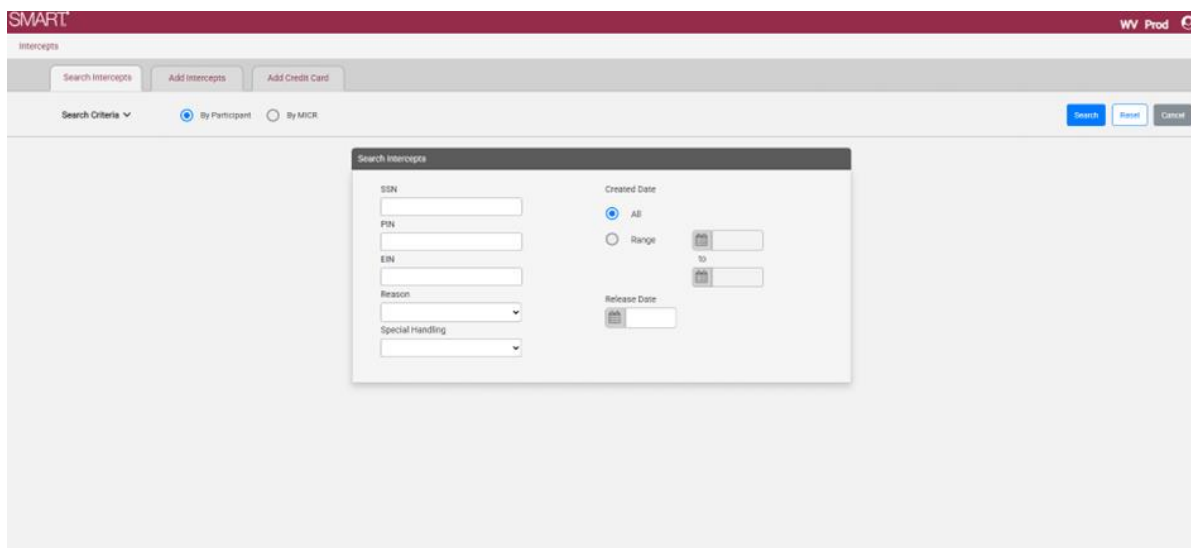 SMART
WV Prod
Intercepts
Search Intercepts Add Intercepts Add Credit Card
Search Criteria By Participant By MICR Search Reset Cancel
Search Intercepts
SSN Created Date
All
PIN
Range
EIN to
Reason Release Date
Special Handling